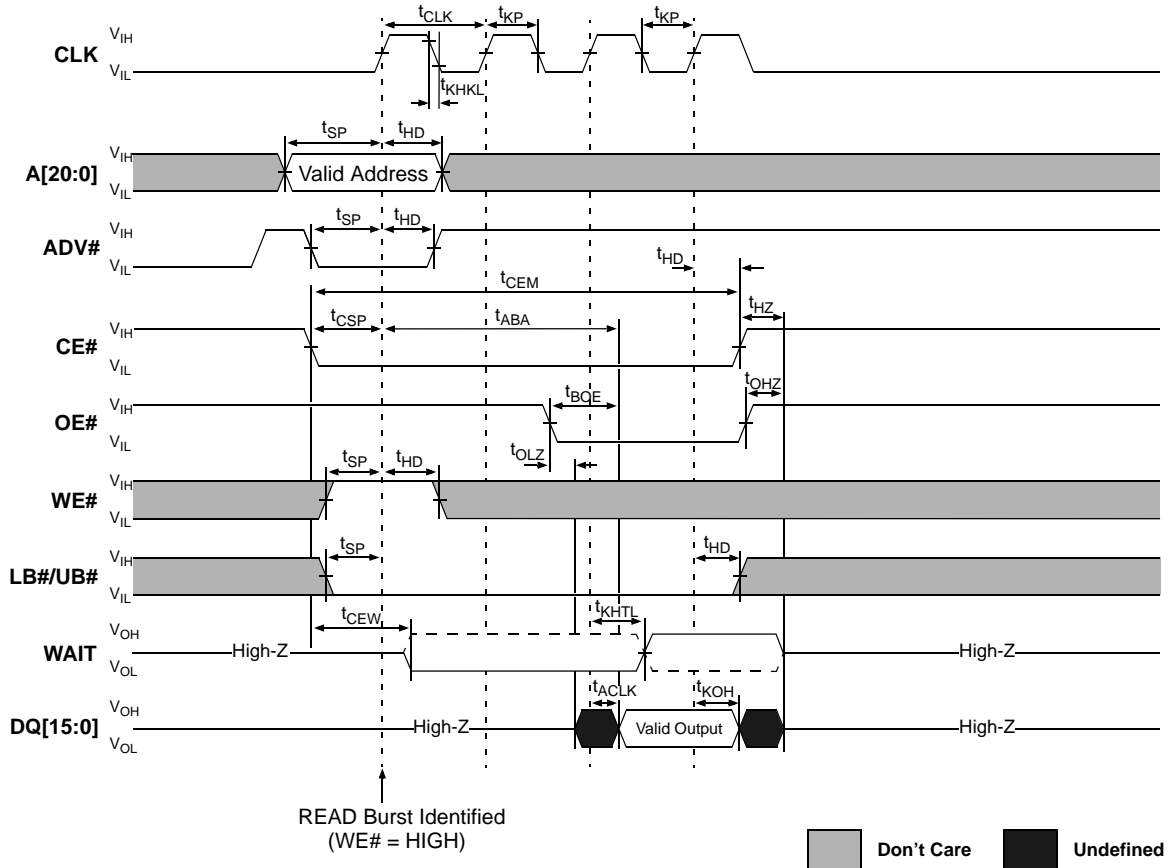 tCLK tKP tKP
VIH
CLK
VIL
tKHKL
tSP tHD
VIH
A[20:0] Valid Address
VIL
tSP tHD
VIH
ADV#
VIL
tHD
tCEM
tHZ
tCSP tABA
VIH
CE#
VIL
tBOE tOHZ
VIH
OE#
VIL
tOLZ
tSP tHD
VIH
WE#
VIL
tSP tHD
VIH
LB#/UB#
VIL
tCEW tKHTL
VOH
WAIT High-Z High-Z
VOL
tACLK tKOH
VOH
DQ[15:0] High-Z Valid Output High-Z
VOL
READ Burst Identified
(WE# = HIGH)
Don't Care Undefined